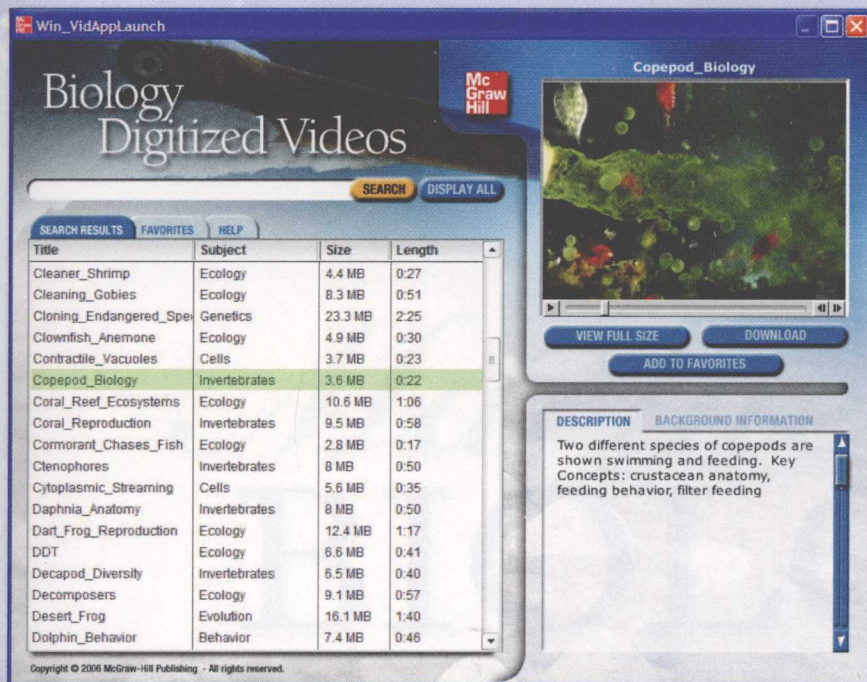 Win_VidAppLaunch
Biology
Digitized Videos
Mc
Graw
Hill
SEARCH
DISPLAY ALL
SEARCH RESULTS FAVORITES HELP
Title Subject Size Length
Cleaner_Shrimp Ecology 4.4 MB 0:27
Cleaning_Gobies Ecology 8.3 MB 0:51
Cloning_Endangered_Spe Genetics 23.3 MB 2:25
Clownfish_Anemone Ecology 4.9 MB 0:30
Contractile_Vacuoles Cells 3.7 MB 0:23
Copepod_Biology Invertebrates 3.6 MB 0:22
Coral_Reef_Ecosystems Ecology 10.6 MB 1:06
Coral_Reproduction Invertebrates 9.5 MB 0:58
Cormorant_Chases_Fish Ecology 2.8 MB 0:17
Ctenophores Invertebrates 8 MB 0:50
Cytoplasmic_Streaming Cells 5.6 MB 0:35
Daphnia_Anatomy Invertebrates 8 MB 0:50
Dart_Frog_Reproduction Ecology 12.4 MB 1:17
DDT Ecology 6.6 MB 0:41
Decapod_Diversity Invertebrates 6.5 MB 0:40
Decomposers Ecology 9.1 MB 0:57
Desert_Frog Evolution 16.1 MB 1:40
Dolphin_Behavior Behavior 7.4 MB 0:46
Copyright © 2006 McGraw-Hill Publishing - All rights reserved.
Copepod_Biology
VIEW FULL SIZE DOWNLOAD
ADD TO FAVORITES
DESCRIPTION BACKGROUND INFORMATION
Two different species of copepods are
shown swimming and feeding. Key
Concepts: crustacean anatomy,
feeding behavior, filter feeding